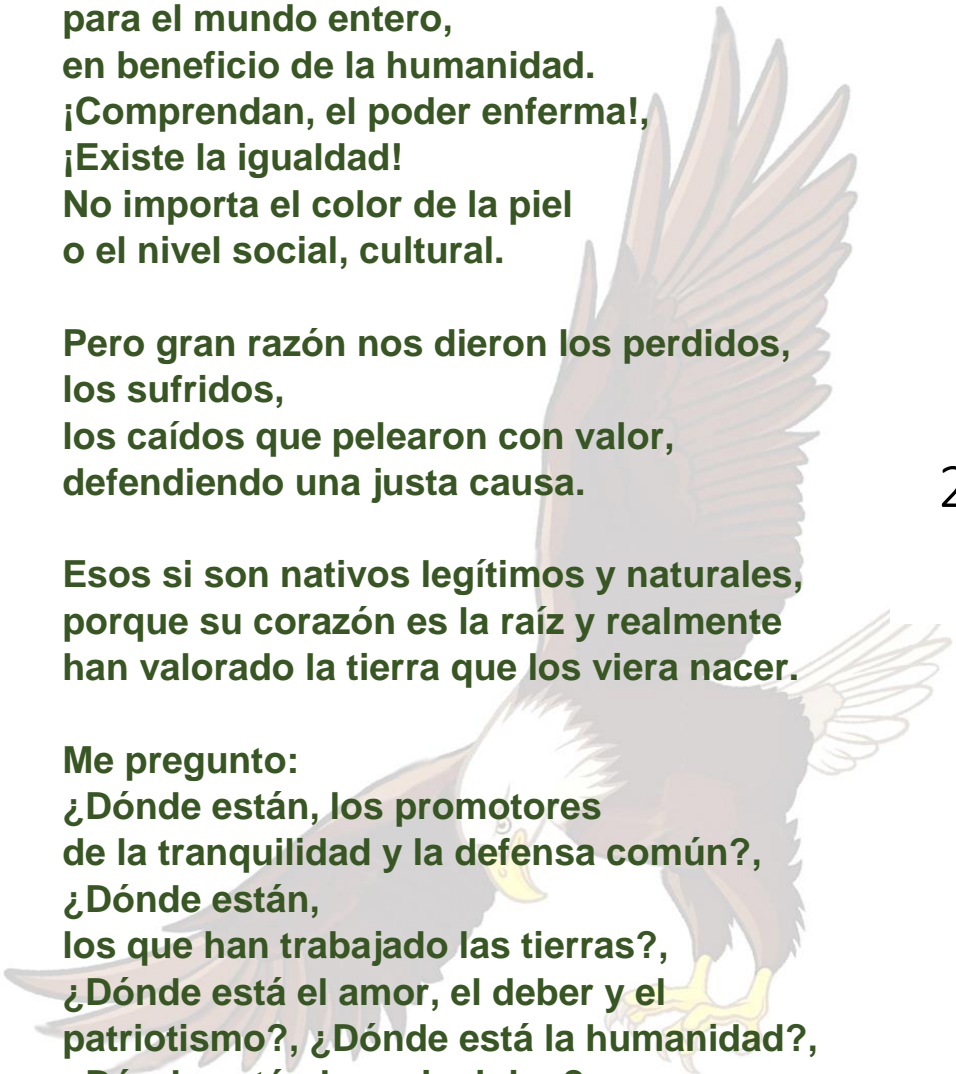 para el mundo entero,
en beneficio de la humanidad.
¡Comprendan, el poder enferma!,
¡Existe la igualdad!
No importa el color de la piel
o el nivel social, cultural.
Pero gran razón nos dieron los perdidos,
los sufridos,
los caídos que pelearon con valor,
defendiendo una justa causa.
2
Esos si son nativos legítimos y naturales,
porque su corazón es la raíz y realmente
han valorado la tierra que los viera nacer.
Me pregunto:
¿Dónde están, los promotores
de la tranquilidad y la defensa común?,
¿Dónde están,
los que han trabajado las tierras?,
¿Dónde está el amor, el deber y el
patriotismo?, ¿Dónde está la humanidad?,